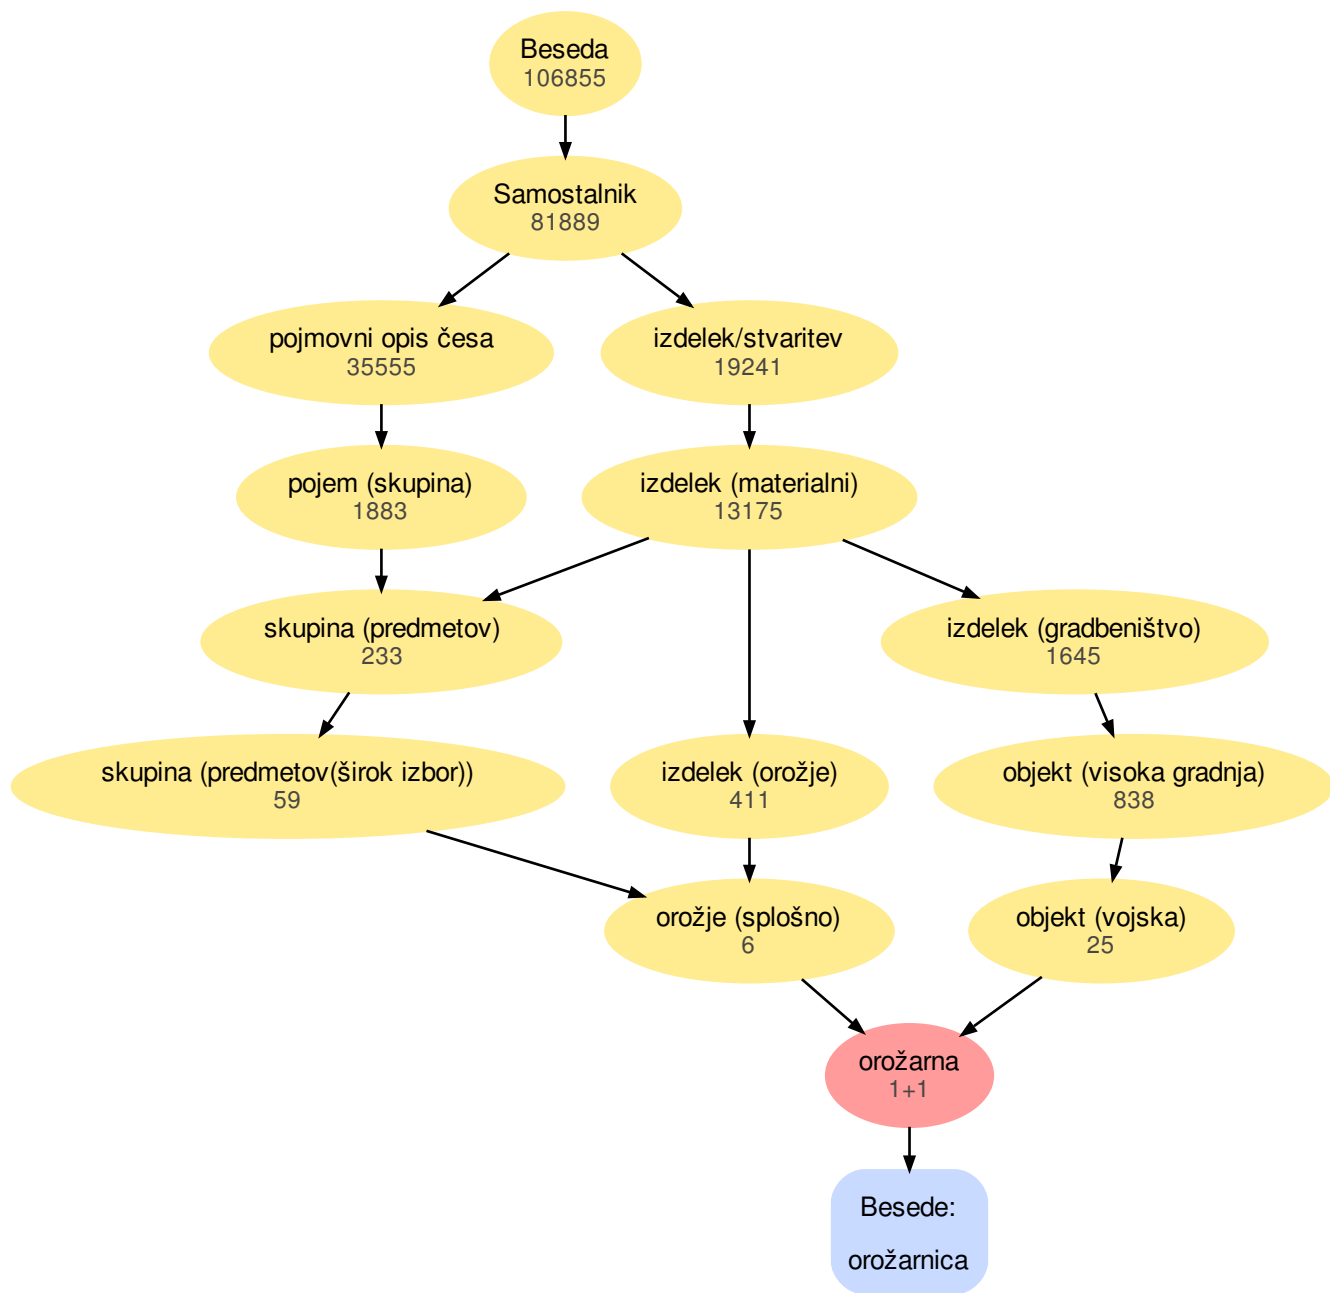 Beseda
106855
Samostalnik
81889
pojmovni opis česa
35555
izdelek/stvaritev
19241
pojem (skupina)
1883
izdelek (materialni)
13175
skupina (predmetov)
233
izdelek (gradbeništvo)
1645
skupina (predmetov(širok izbor))
59
izdelek (orožje)
411
objekt (visoka gradnja)
838
orožje (splošno)
6
objekt (vojska)
25
orožarna
1+1
Besede:
orožarnica